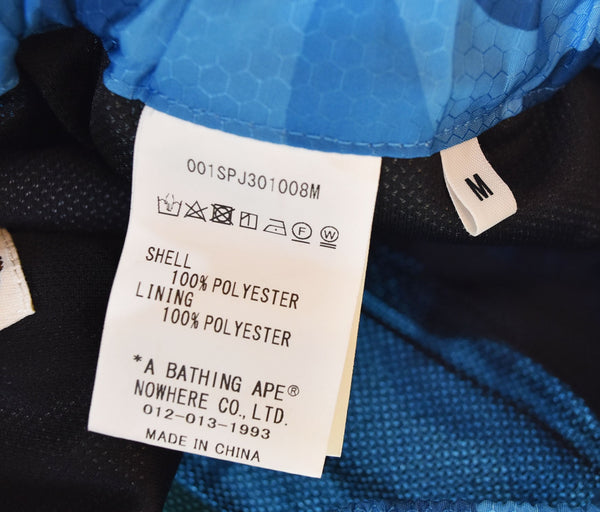 001SPJ301008M
F W
SHELL
100% POLYESTER
LINING
100% POLYESTER
*A BATHING APE®
NOWHERE CO., LTD.
012-013-1993
MADE IN CHINA
M